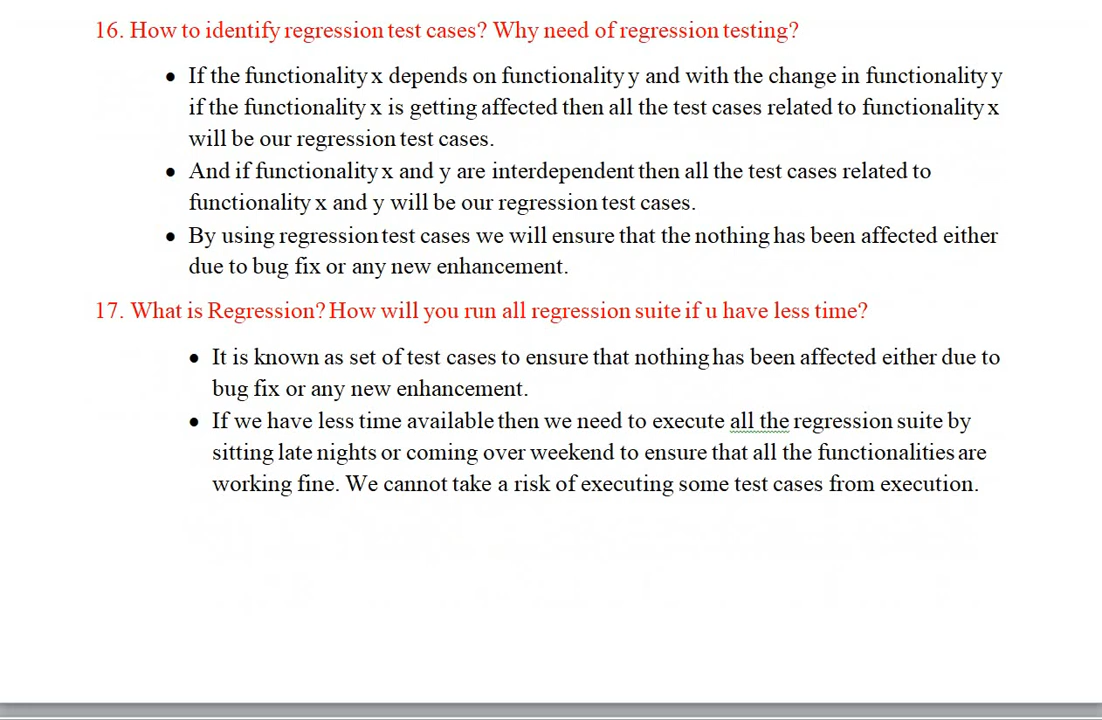 16. How to identify regression test cases? Why need of regression testing?
• If the functionality x depends on functionality y and with the change in functionality y
if the functionality x is getting affected then all the test cases related to functionality x
will be our regression test cases.
• And if functionality x and y are interdependent then all the test cases related to
functionality x and y will be our regression test cases.
• By using regression test cases we will ensure that the nothing has been affected either
due to bug fix or any new enhancement.
17. What is Regression? How will you run all regression suite if u have less time?
• It is known as set of test cases to ensure that nothing has been affected either due to
bug fix or any new enhancement.
• If we have less time available then we need to execute all the regression suite by
sitting late nights or coming over weekend to ensure that all the functionalities are
working fine. We cannot take a risk of executing some test cases from execution.